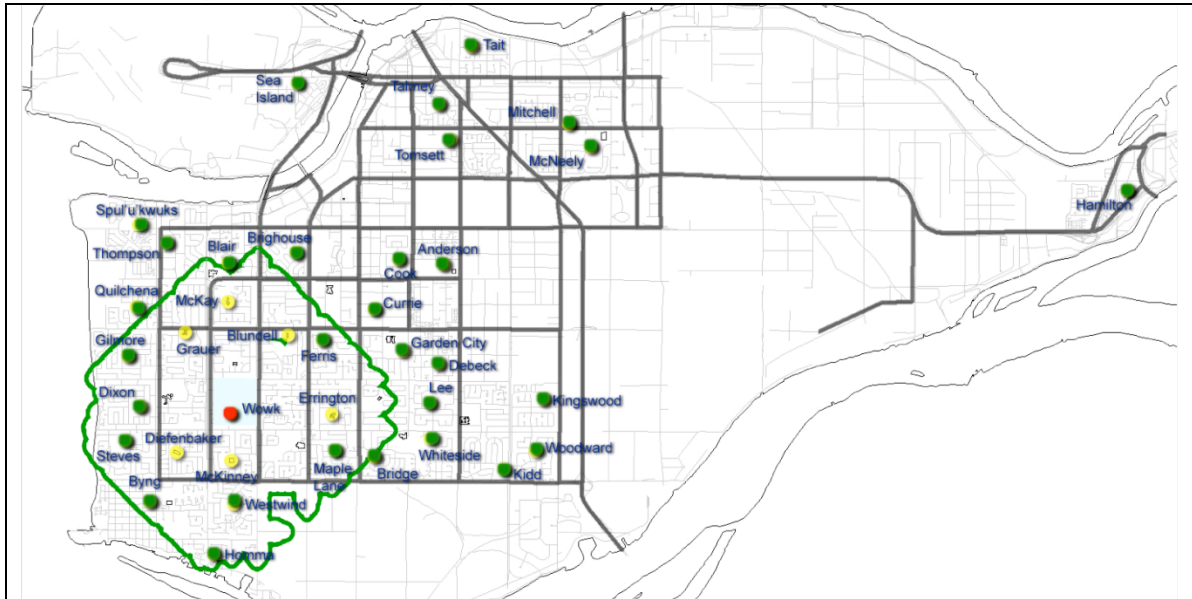 Tait
Sea
Island
Talmey
Mitchell
Tomsett
McNeely
Hamilton
Spul'u'kwuks
Thompson
Blair
Brighouse
Anderson
Cook
Quilchena
McKay
Currie
Blundell
Gilmore
Grauer
Ferris
Garden City
Debeck
Dixon
Lee
Errington
Kingswood
Wowk
Diefenbaker
Steves
Whiteside
Woodward
McKinney
Maple
Lane
Bridge
Kidd
Byng
Westwind
Homma